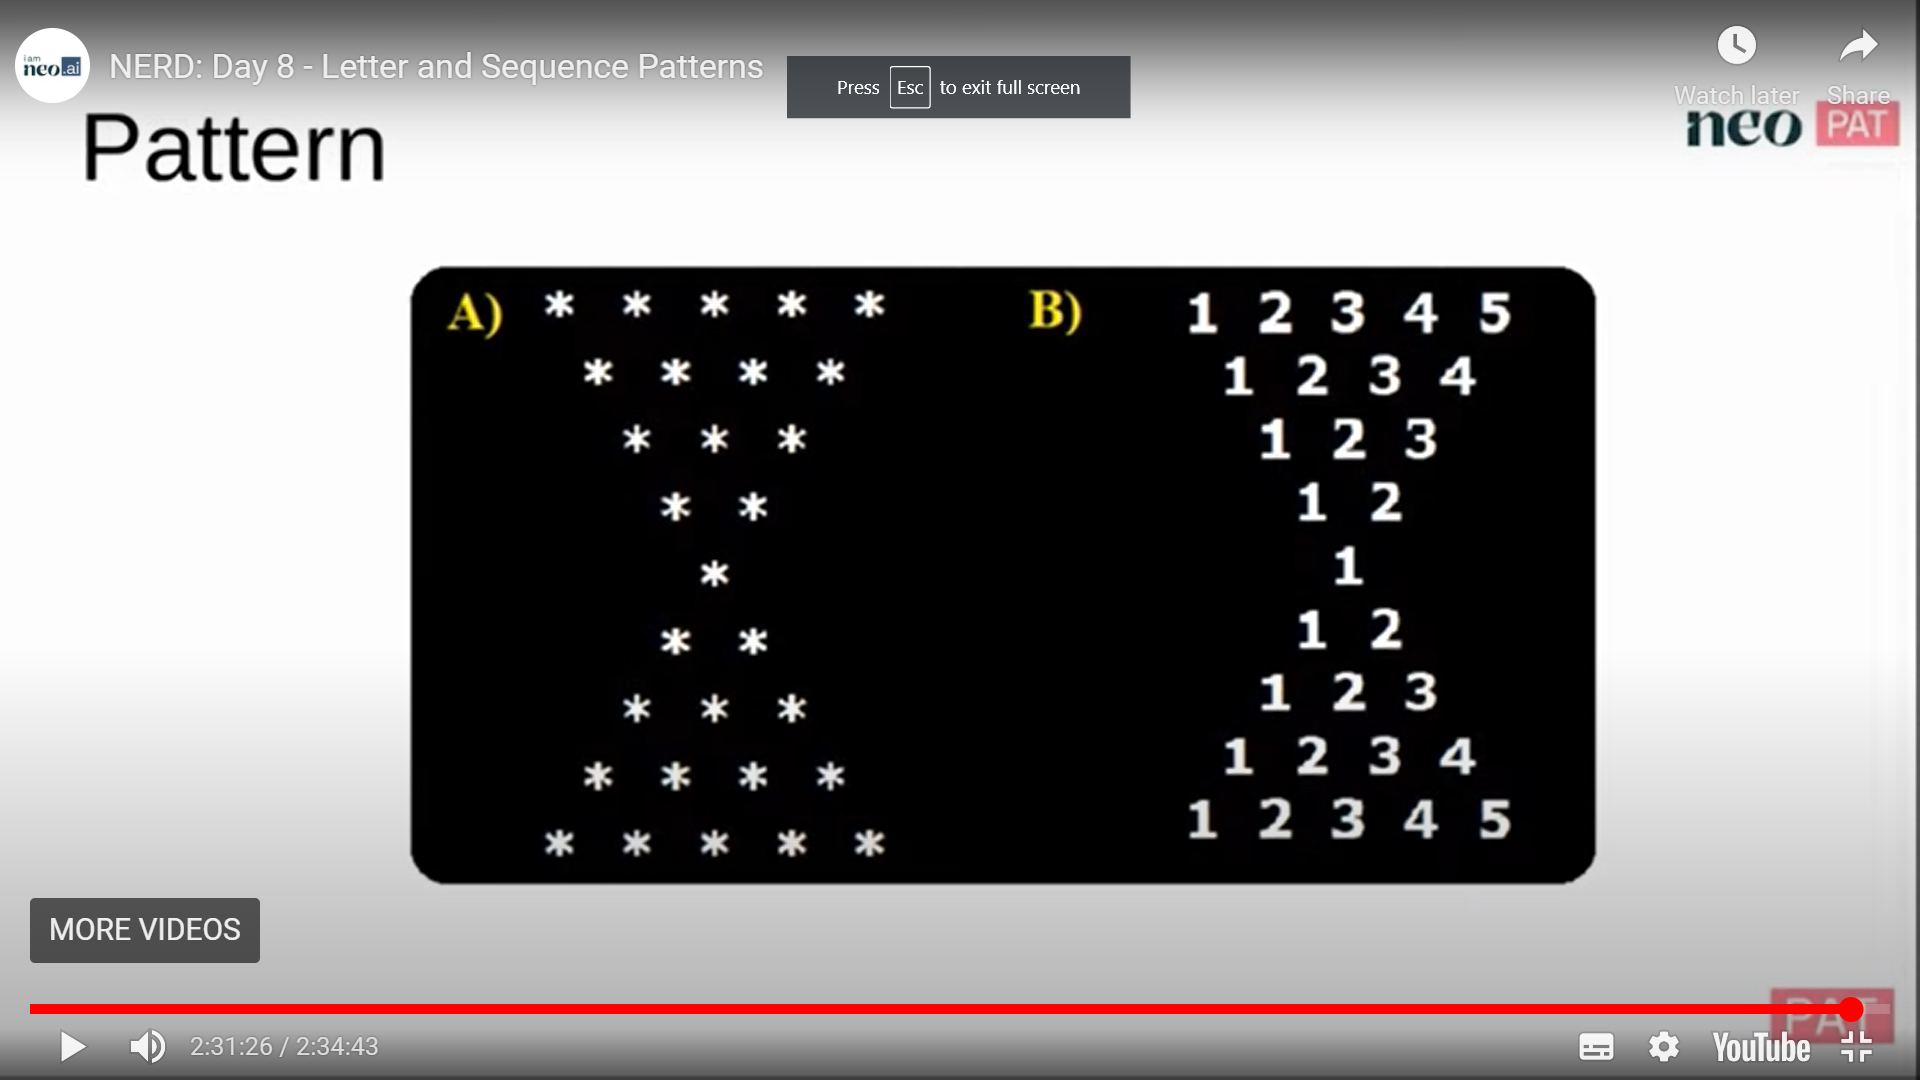 i am
neo.ai
NERD: Day 8 - Letter and Sequence Patterns
Press Esc to exit full screen
Watch later
Share
Pattern
neo PAT
A)
* * * * *
* * * *
* * *
* *
*
* *
* * *
* * * *
* * * * *
B)
1 2 3 4 5
1 2 3 4
1 2 3
1 2
1
1 2
1 2 3
1 2 3 4
1 2 3 4 5
MORE VIDEOS
PAT
2:31:26 / 2:34:43
YouTube